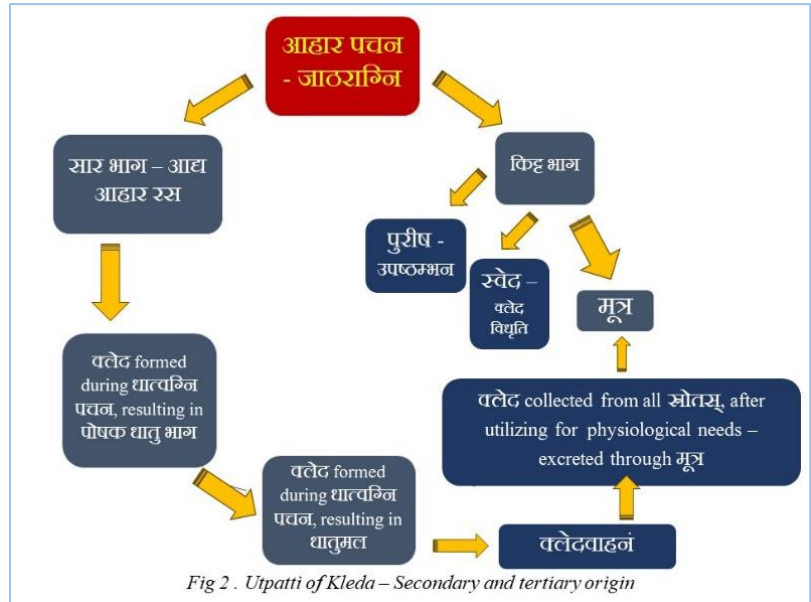 आहार पचन
- जाठराग्नि
सार भाग – आद्य
आहार रस
किट्ट भाग
पुरीष -
उपष्ठम्भन
स्वेद –
क्लेद
विधृति
मूत्र
क्लेद formed
during धात्वग्नि
पचन, resulting in
पोषक धातु भाग
क्लेद formed
during धात्वग्नि
पचन, resulting in
धातुमल
क्लेदवाहनं
क्लेद collected from all स्रोतस्, after
utilizing for physiological needs –
excreted through मूत्र
Fig 2 . Utpatti of Kleda – Secondary and tertiary origin